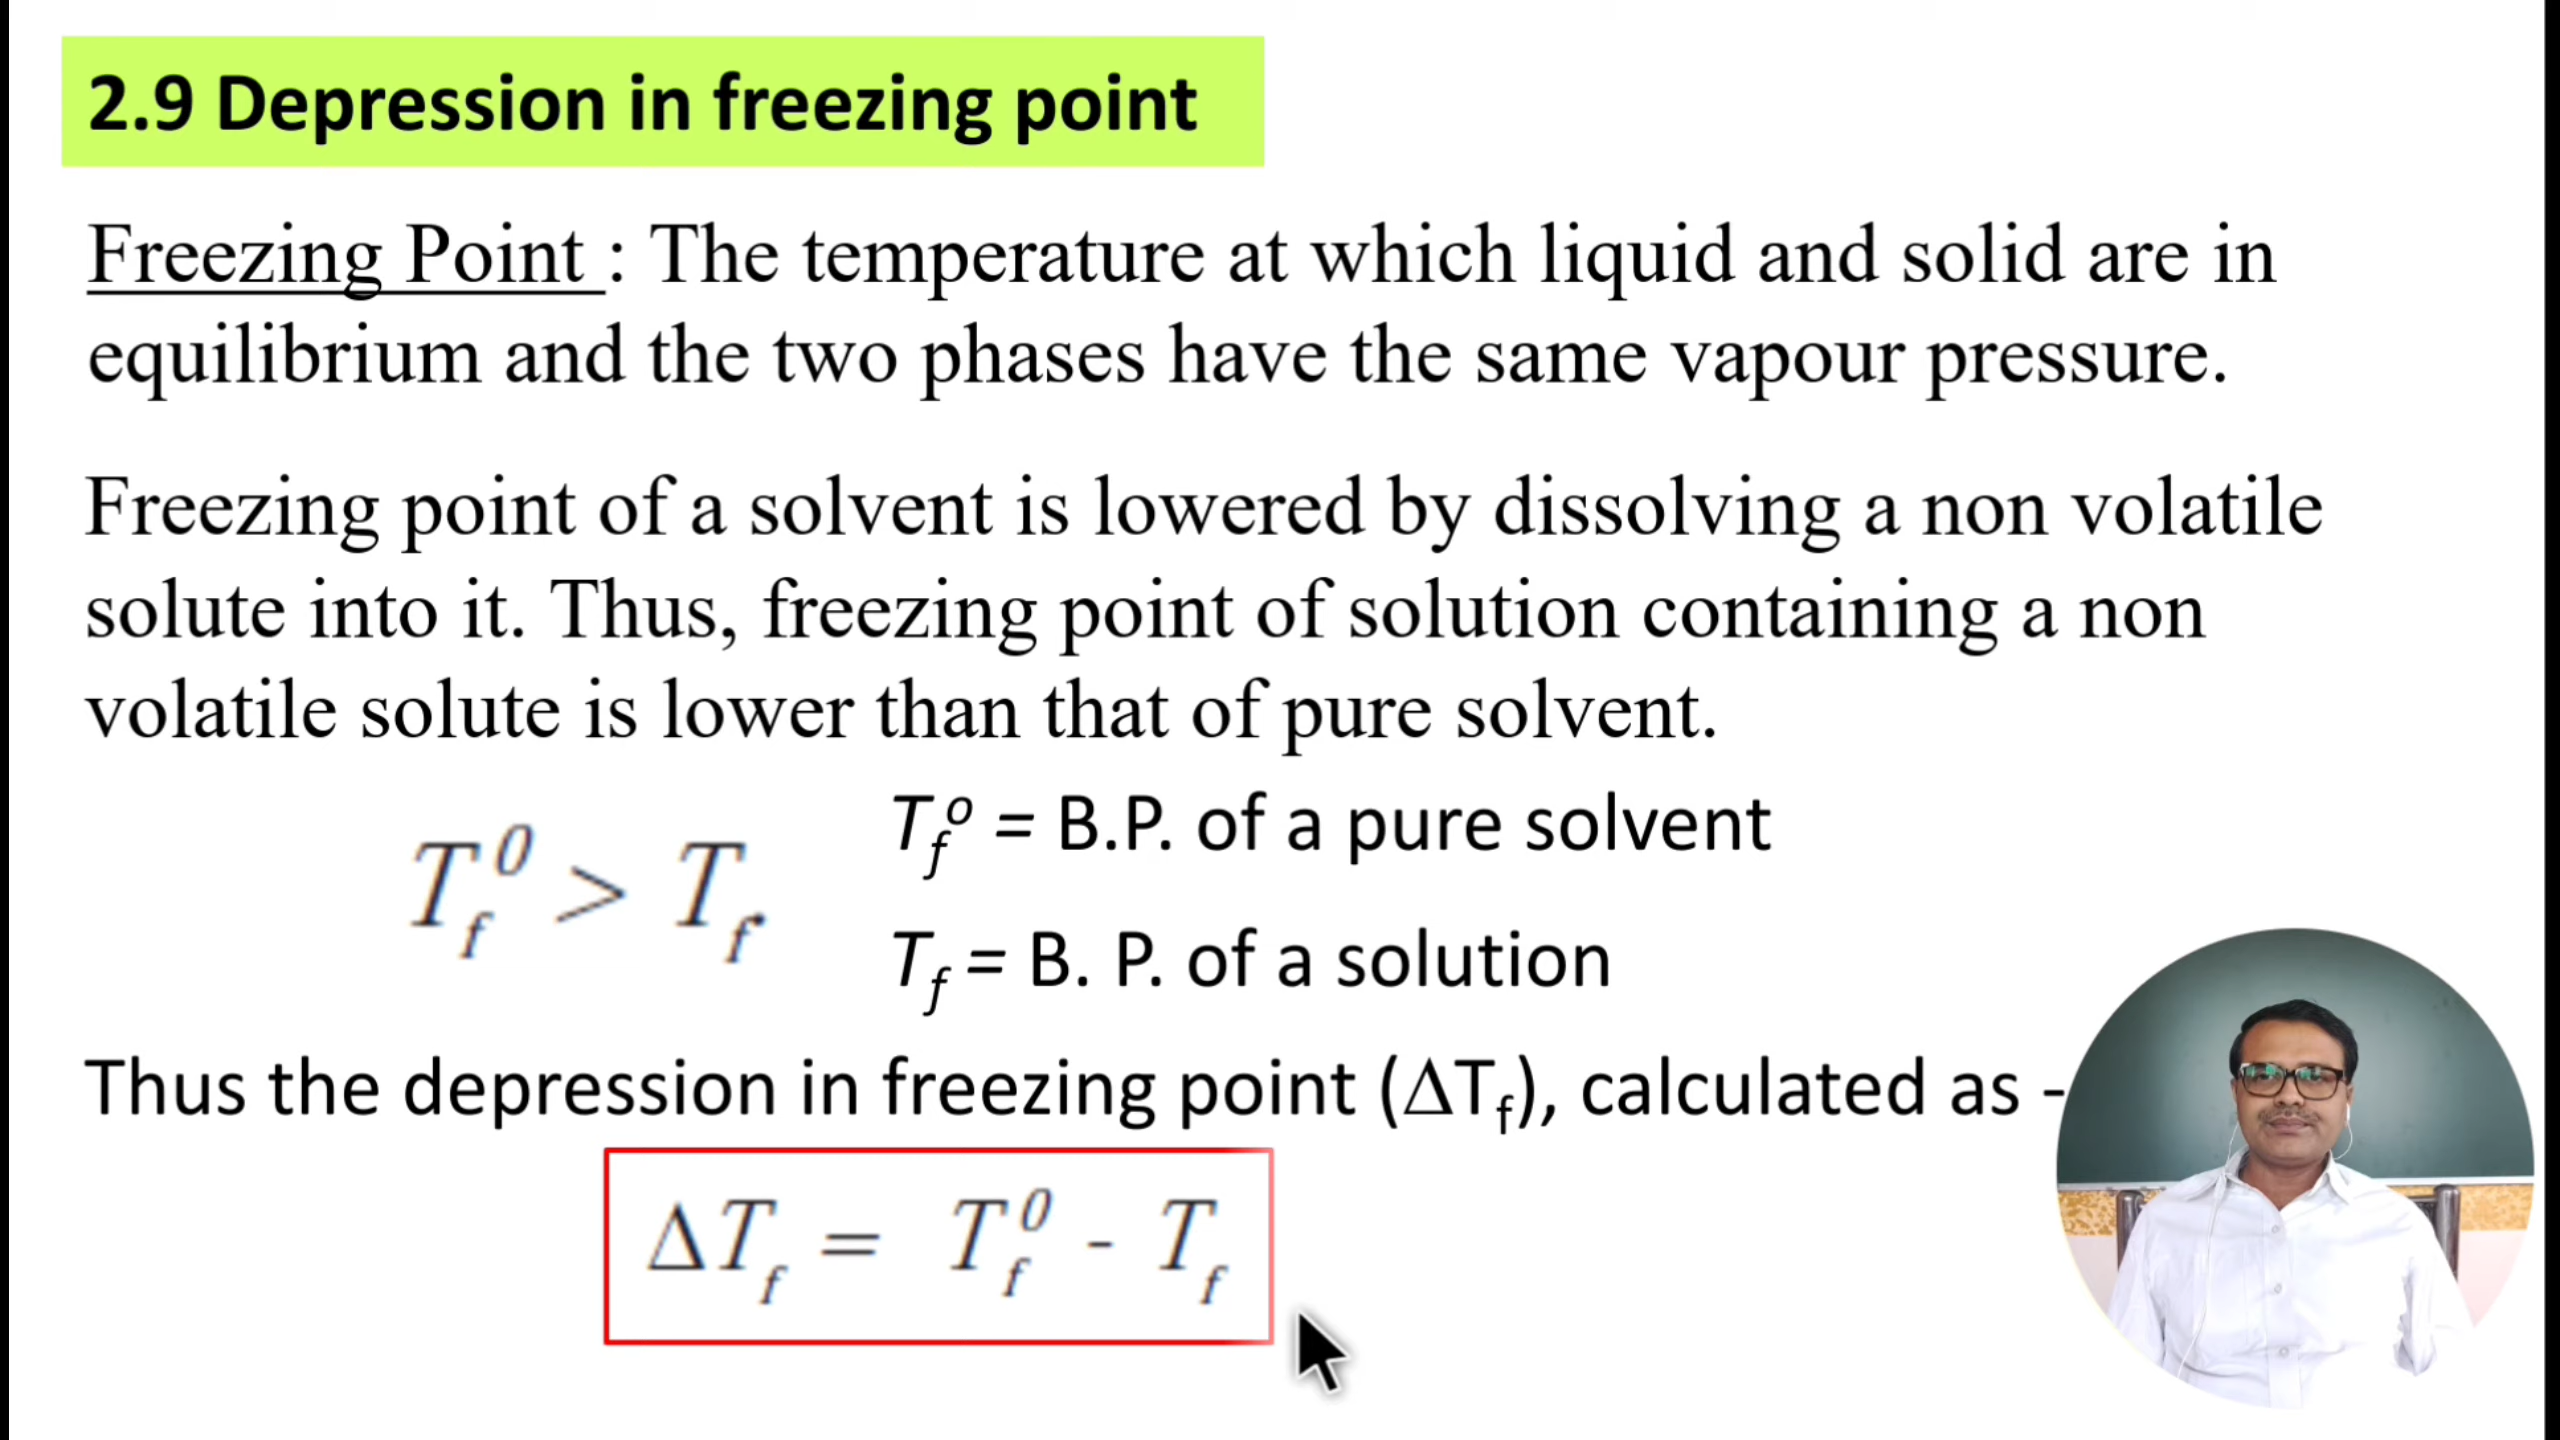 2.9 Depression in freezing point
Freezing Point : The temperature at which liquid and solid are in
equilibrium and the two phases have the same vapour pressure.
Freezing point of a solvent is lowered by dissolving a non volatile
solute into it. Thus, freezing point of solution containing a non
volatile solute is lower than that of pure solvent.
T_f^0 > T_f
T_f^o = B.P. of a pure solvent
T_f = B. P. of a solution
Thus the depression in freezing point (ΔT_f), calculated as -
ΔT_f = T_f^0 - T_f